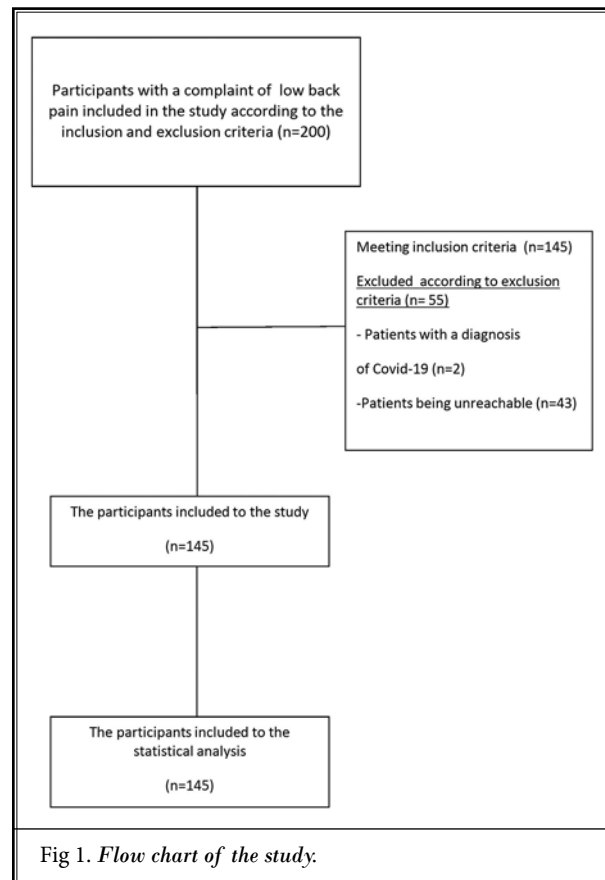 Participants with a complaint of low back
pain included in the study according to the
inclusion and exclusion criteria (n=200)
Meeting inclusion criteria (n=145)
Excluded according to exclusion
criteria (n= 55)
- Patients with a diagnosis
of Covid-19 (n=2)
-Patients being unreachable (n=43)
The participants included to the study
(n=145)
The participants included to the
statistical analysis
(n=145)
Fig 1. Flow chart of the study.